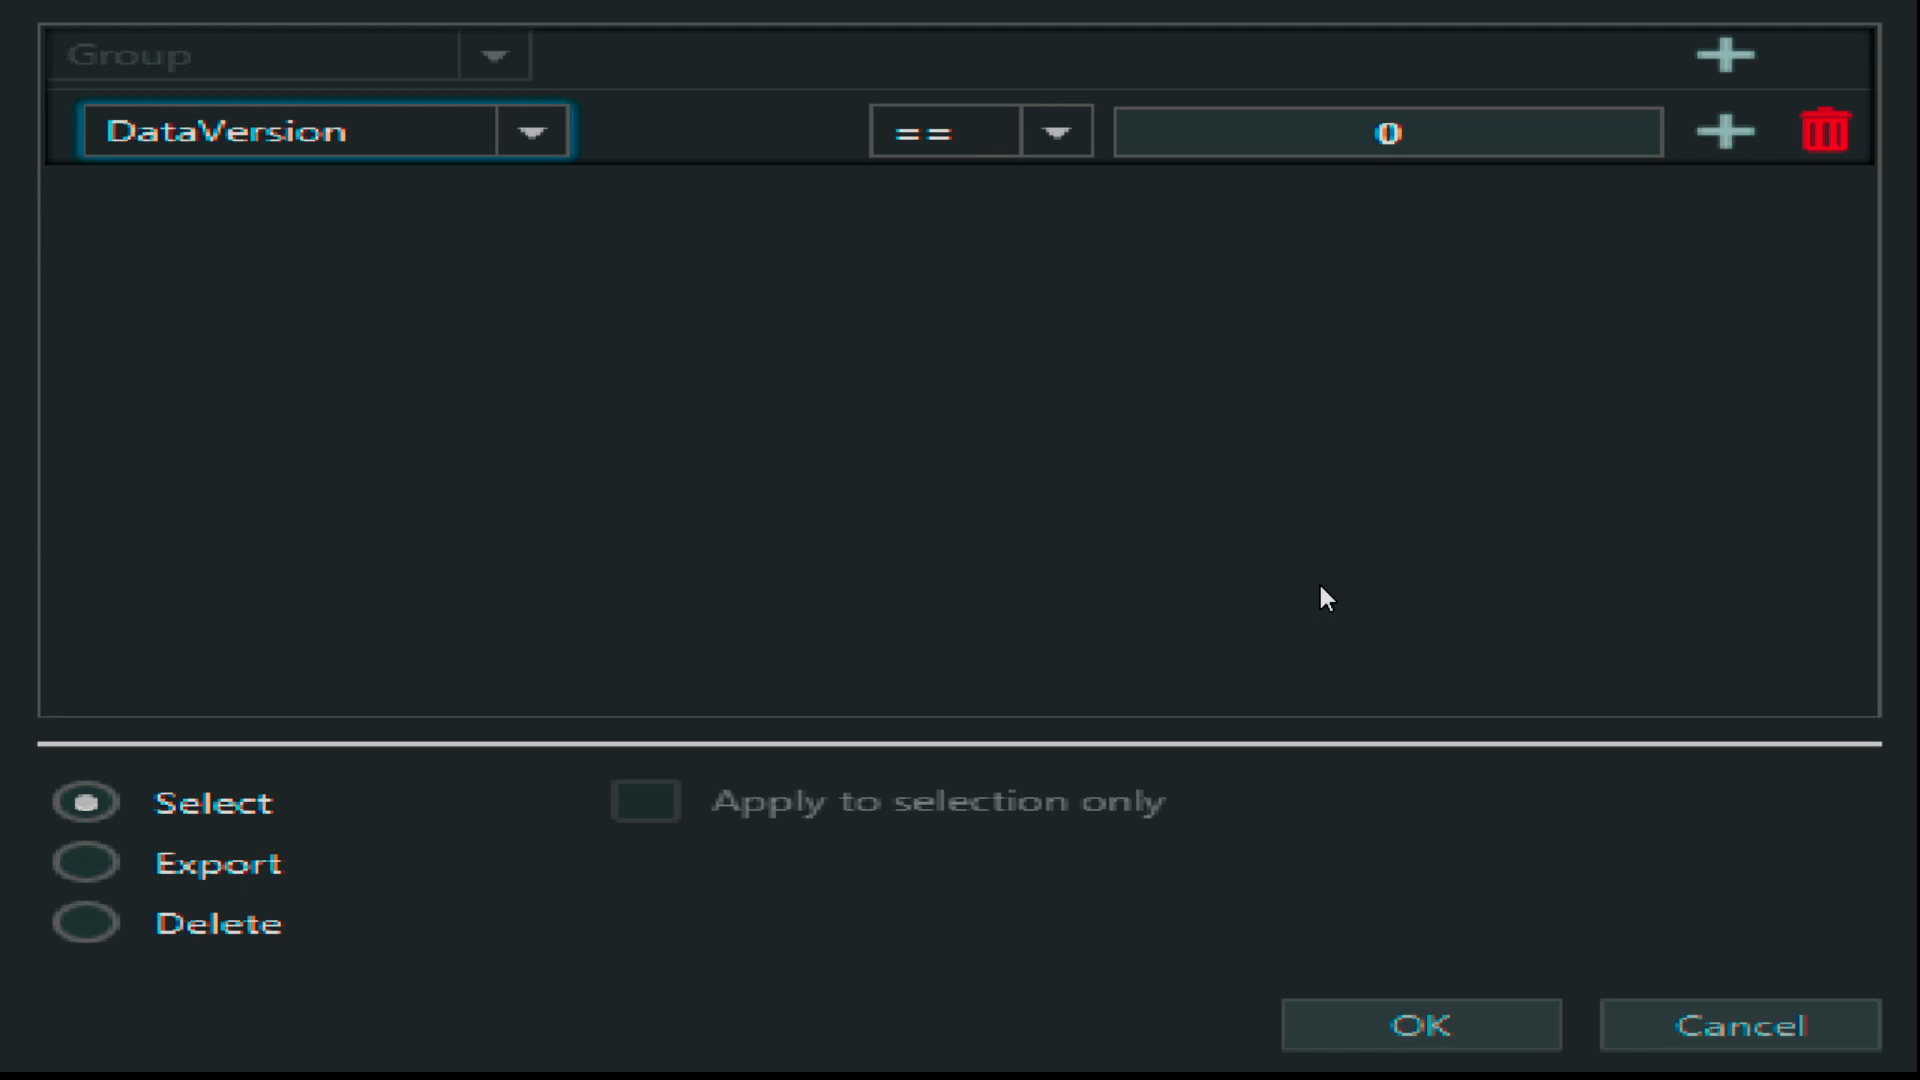 Group
DataVersion == 0
Select Apply to selection only
Export
Delete
OK Cancel